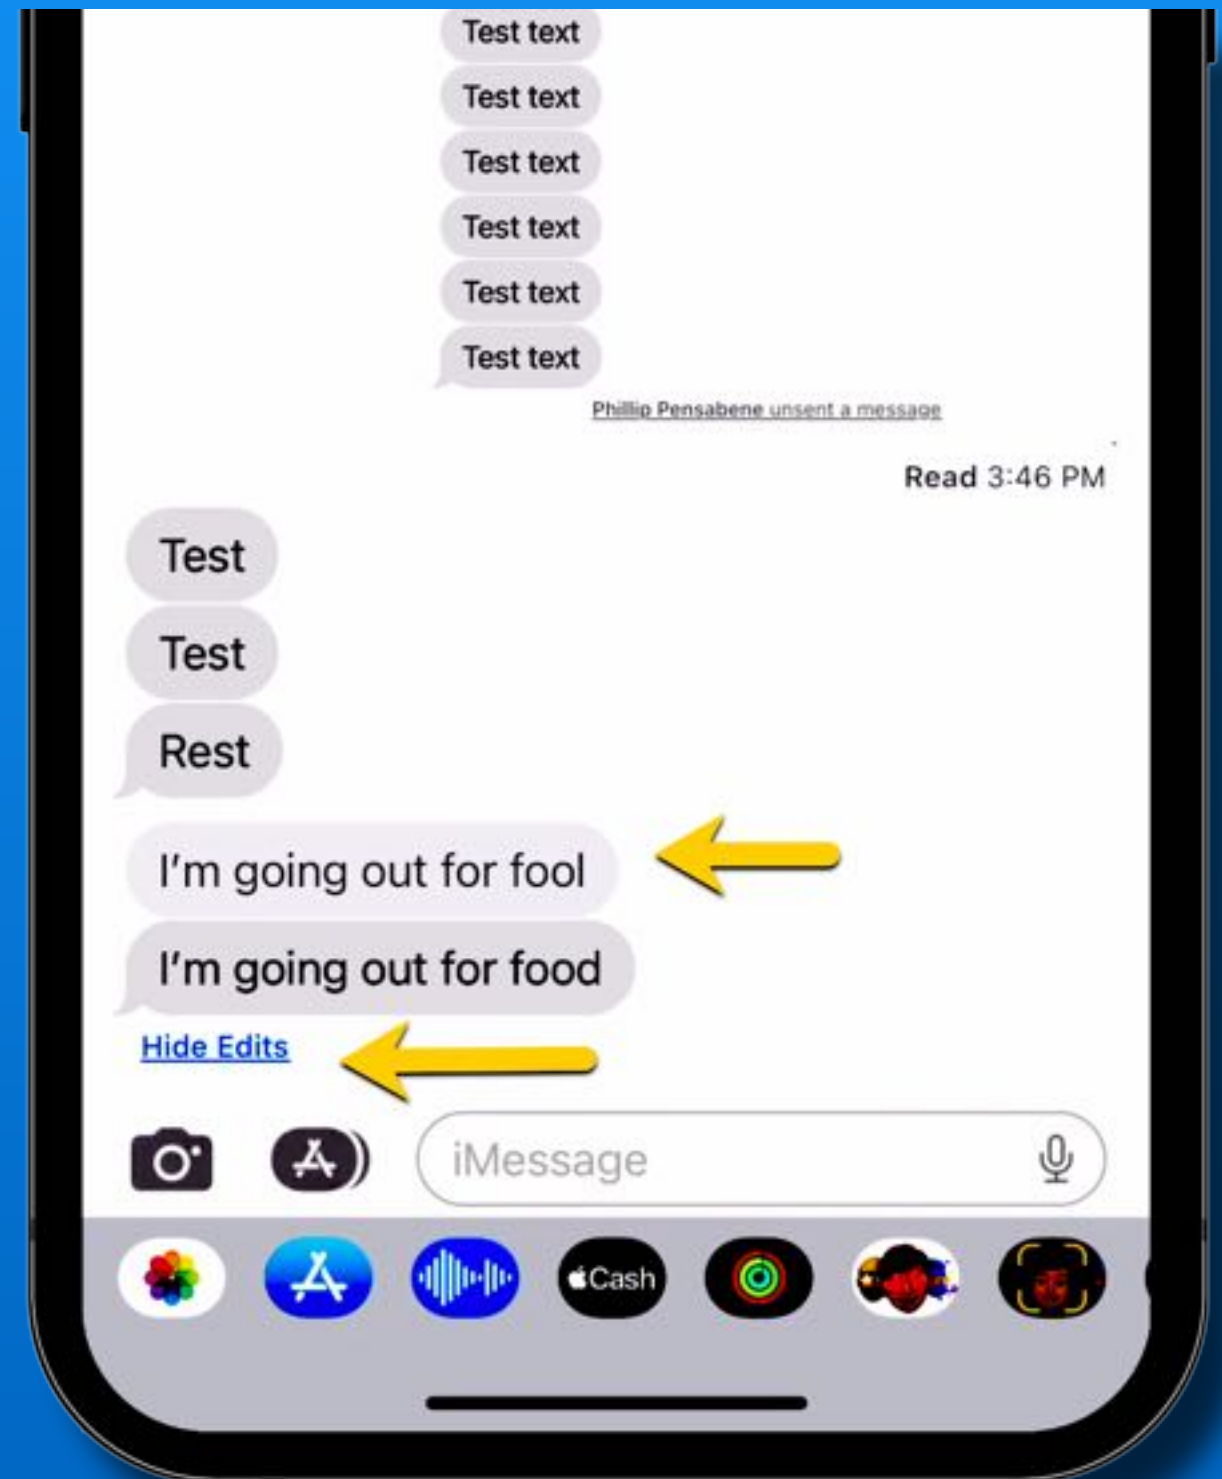 Test text
Test text
Test text
Test text
Test text
Test text
Phillip Pensabene unsent a message
Read 3:46 PM
Test
Test
Rest
I'm going out for fool
I'm going out for food
Hide Edits
iMessage
Cash